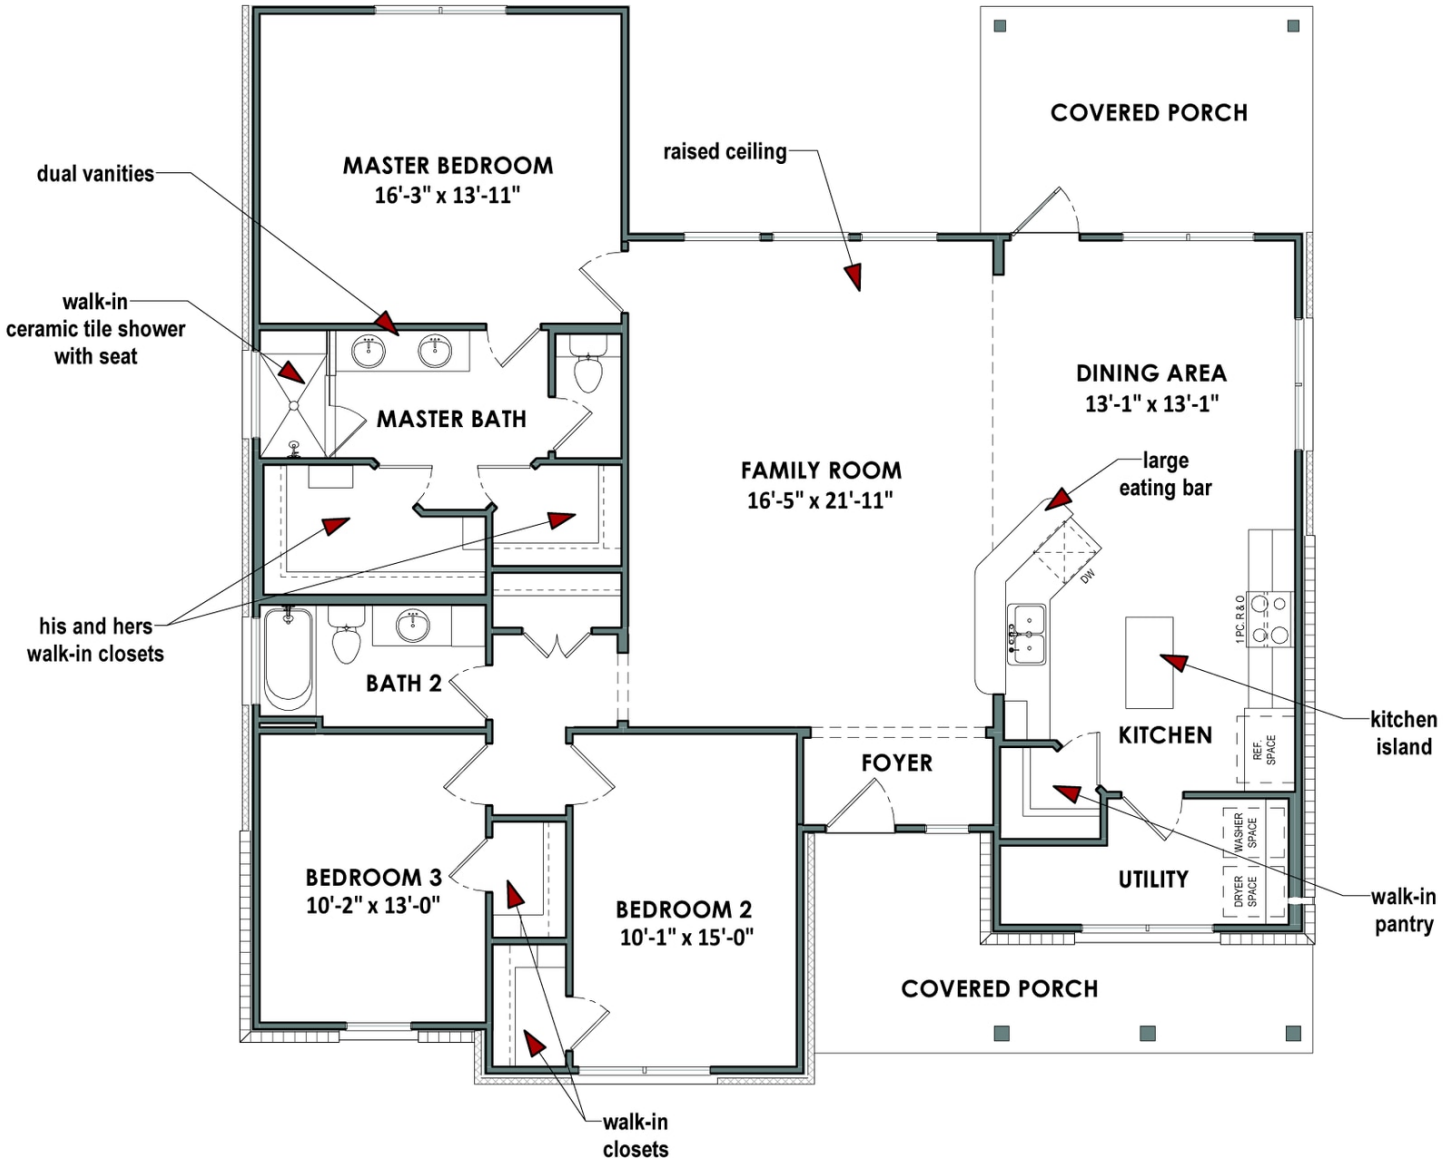 COVERED PORCH
raised ceiling
MASTER BEDROOM
16'-3" x 13'-11"
dual vanities
walk-in
ceramic tile shower
with seat
MASTER BATH
DINING AREA
13'-1" x 13'-1"
FAMILY ROOM
16'-5" x 21'-11"
large
eating bar
DW
1 PC. R & O
his and hers
walk-in closets
BATH 2
kitchen
island
KITCHEN
REF.
SPACE
FOYER
WASHER
SPACE
UTILITY
DRYER
SPACE
BEDROOM 3
10'-2" x 13'-0"
BEDROOM 2
10'-1" x 15'-0"
walk-in
pantry
COVERED PORCH
walk-in
closets